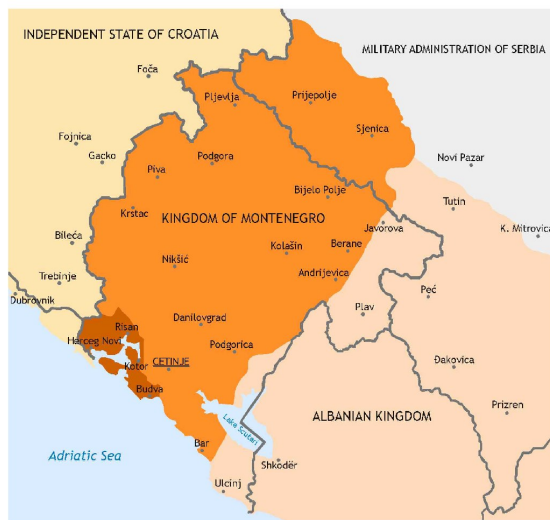 INDEPENDENT STATE OF CROATIA
MILITARY ADMINISTRATION OF SERBIA
Foča
Pljevlja
Prijepolje
Sjenica
Fojnica
Gacko
Podgora
Piva
Novi Pazar
Bijelo Polje
Tutin
Krstac
KINGDOM OF MONTENEGRO
Javorova
K. Mitrovica
Bileća
Kolašin
Berane
Nikšić
Andrijevica
Trebinje
Peć
Dubrovnik
Plav
Risan
Danilovgrad
Herceg Novi
Podgorica
Kotor
CETINJE
Đakovica
Budva
Prizren
Lake Scutari
ALBANIAN KINGDOM
Bar
Adriatic Sea
Shkodër
Ulcinj